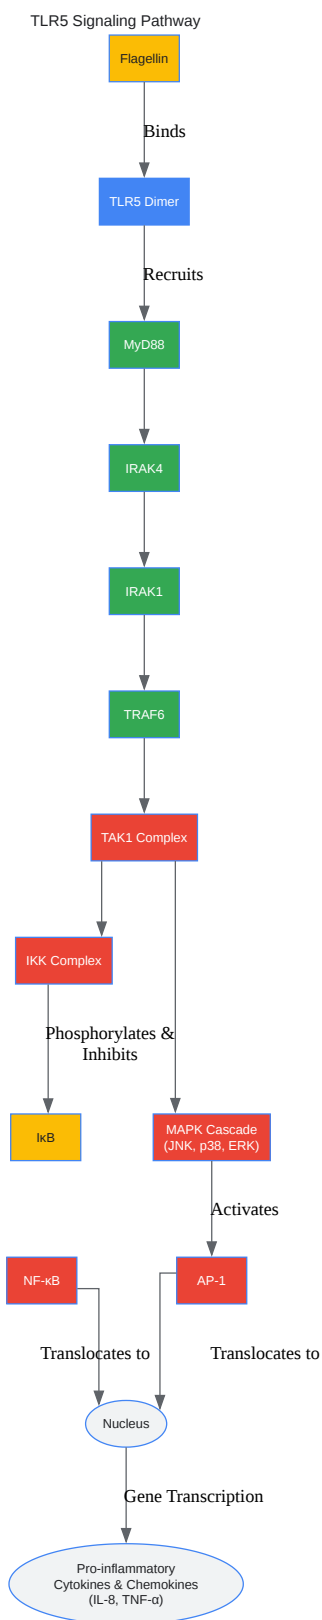 TLR5 Signaling Pathway
Flagellin
Binds
TLR5 Dimer
Recruits
MyD88
IRAK4
IRAK1
TRAF6
TAK1 Complex
IKK Complex
Phosphorylates &
Inhibits
IκB
MAPK Cascade
(JNK, p38, ERK)
Activates
NF-κB
AP-1
Translocates to
Translocates to
Nucleus
Gene Transcription
Pro-inflammatory
Cytokines & Chemokines
(IL-8, TNF-α)